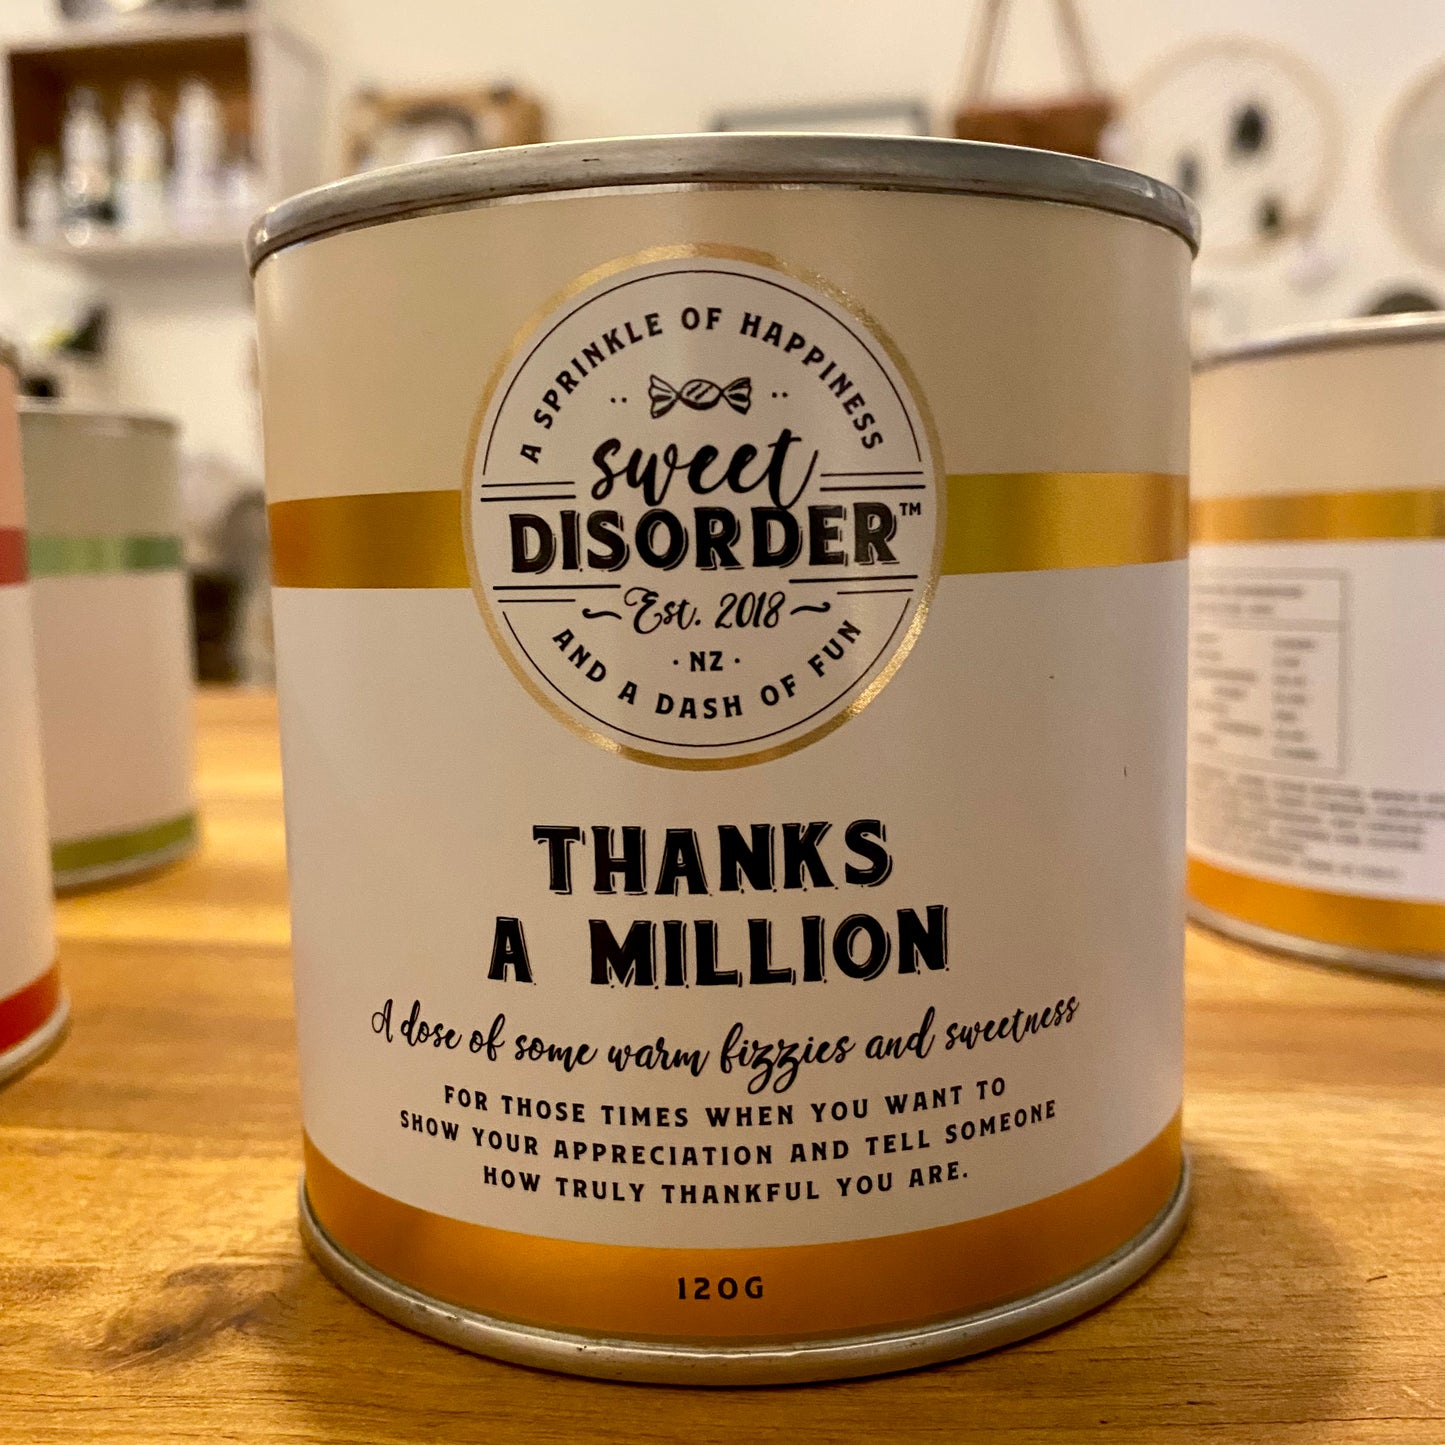 A SPRINKLE OF HAPPINESS
sweet
DISORDER™
Est. 2018
· NZ ·
AND A DASH OF FUN
THANKS
A MILLION
A dose of some warm fizzies and sweetness
FOR THOSE TIMES WHEN YOU WANT TO
SHOW YOUR APPRECIATION AND TELL SOMEONE
HOW TRULY THANKFUL YOU ARE.
120G